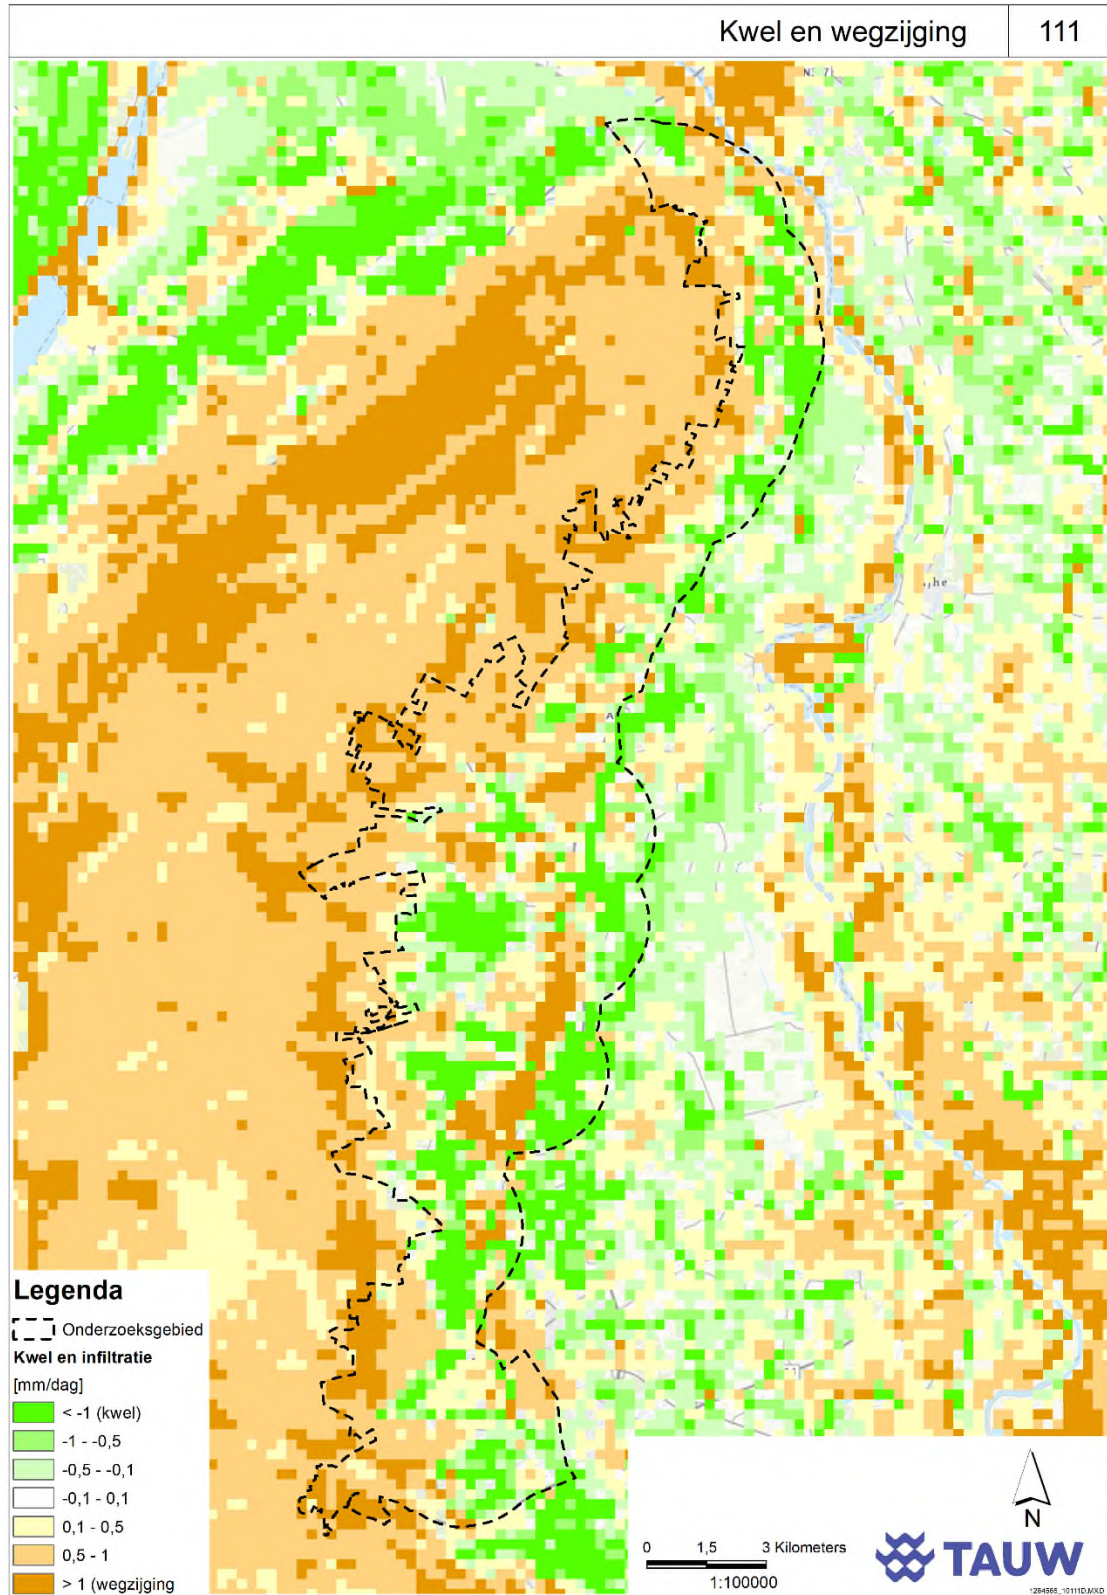 Kwel en wegzijging 111
Legenda
Onderzoeksgebied
Kwel en infiltratie
[mm/dag]
< -1 (kwel)
-1 - -0,5
-0,5 - -0,1
-0,1 - 0,1
0,1 - 0,5
0,5 - 1
> 1 (wegzijging
N
0 1,5 3 Kilometers
1:100000
TAUW